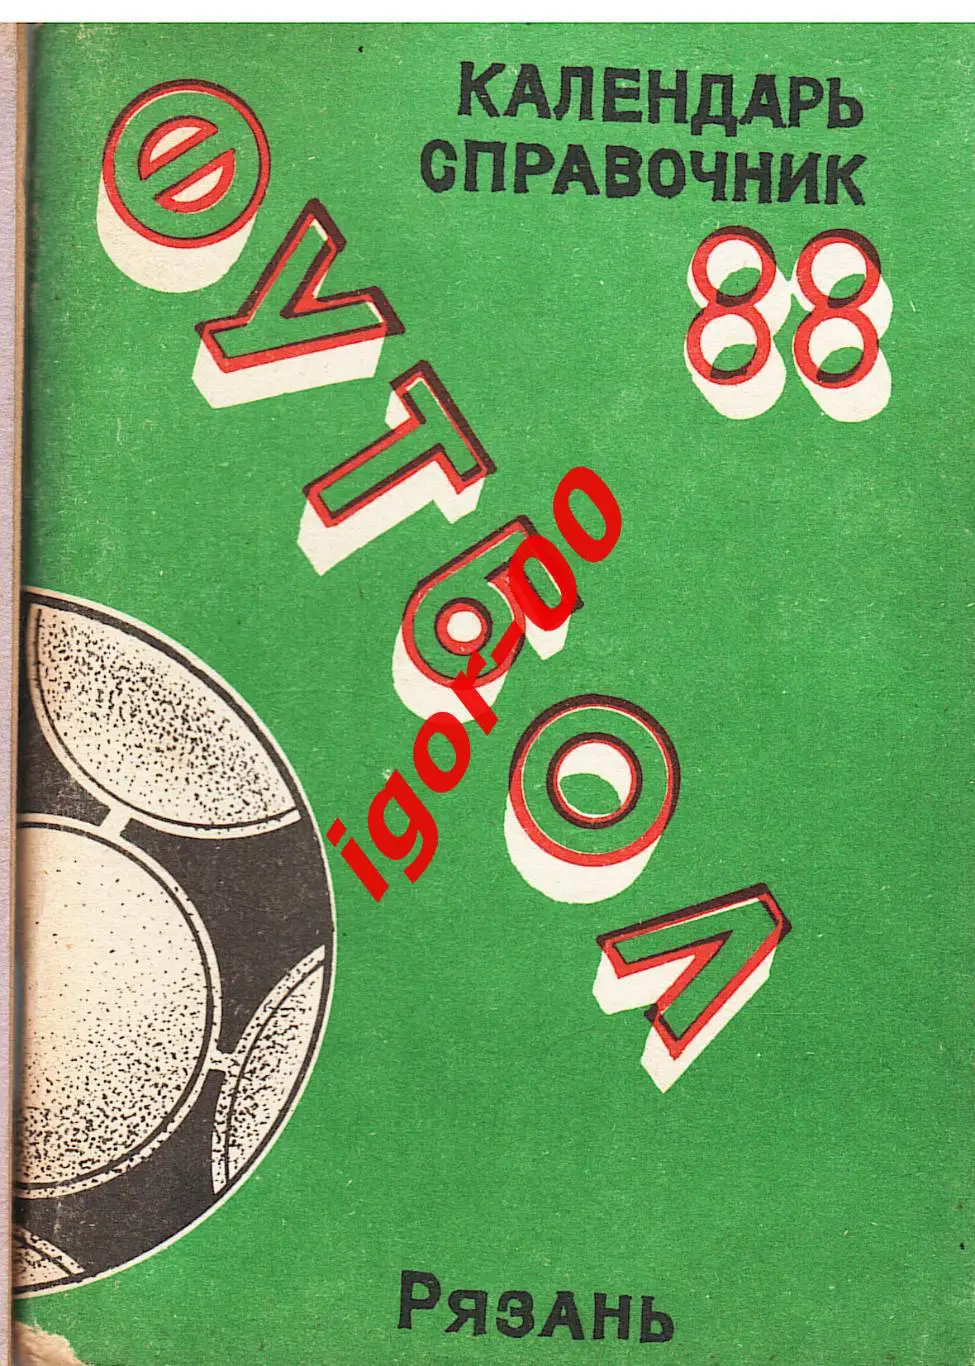 КАЛЕНДАРЬ
СПРАВОЧНИК
88
ФУТБОЛ
igor-00
Рязань